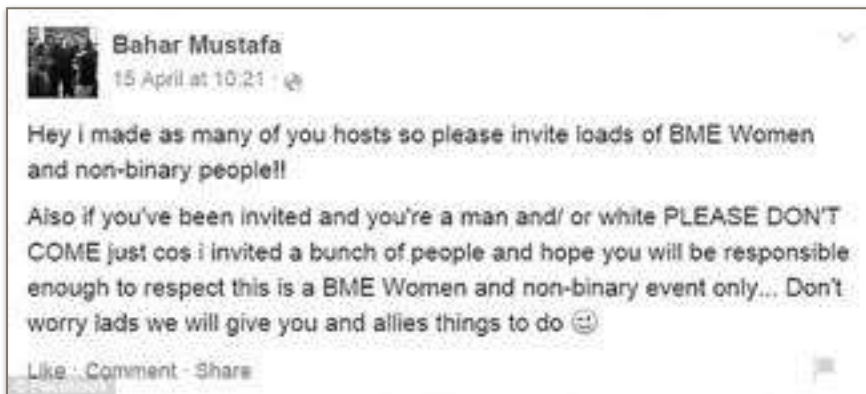 Bahar Mustafa
15 April at 10:21 ·
Hey i made as many of you hosts so please invite loads of BME Women
and non-binary people!!
Also if you've been invited and you're a man and/ or white PLEASE DON'T
COME just cos i invited a bunch of people and hope you will be responsible
enough to respect this is a BME Women and non-binary event only... Don't
worry lads we will give you and allies things to do
Like · Comment · Share